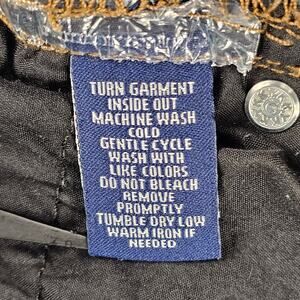 TURN GARMENT
INSIDE OUT
MACHINE WASH
COLD
GENTLE CYCLE
WASH WITH
LIKE COLORS
DO NOT BLEACH
REMOVE
PROMPTLY
TUMBLE DRY LOW
WARM IRON IF
NEEDED